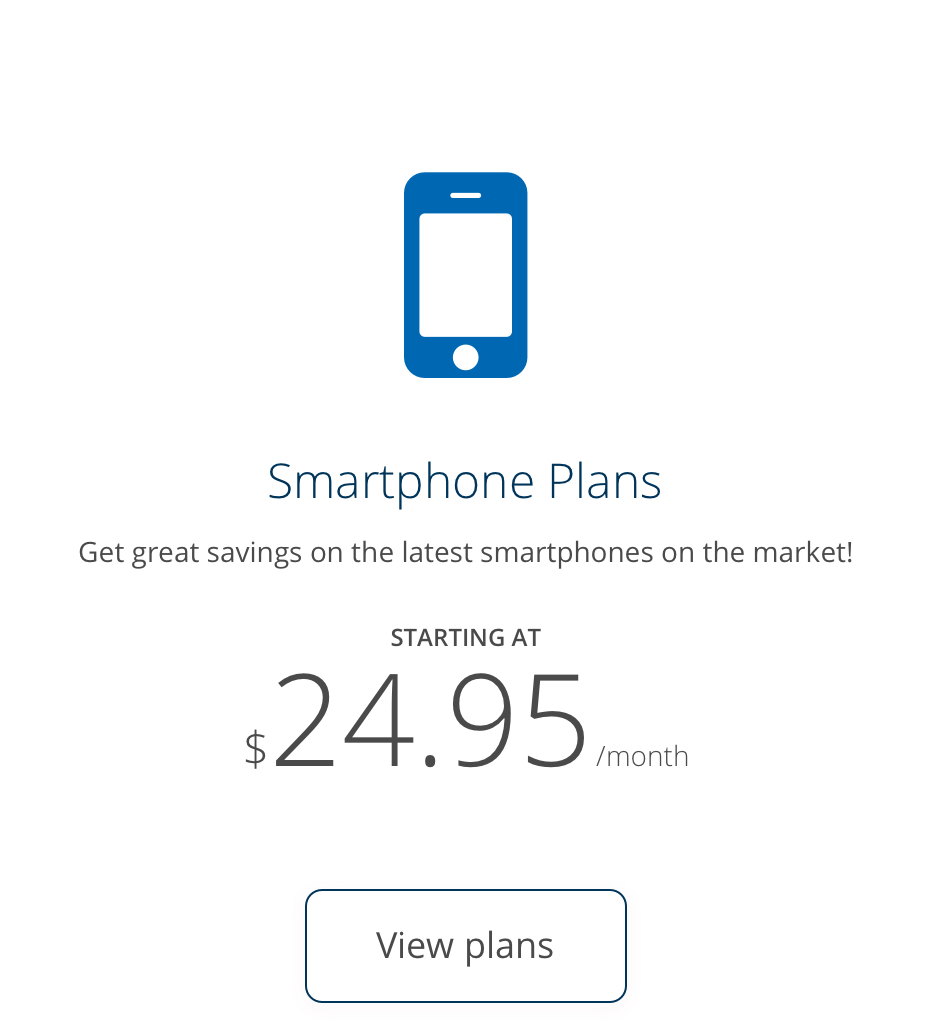 Smartphone Plans
Get great savings on the latest smartphones on the market!
STARTING AT
$24.95/month
View plans